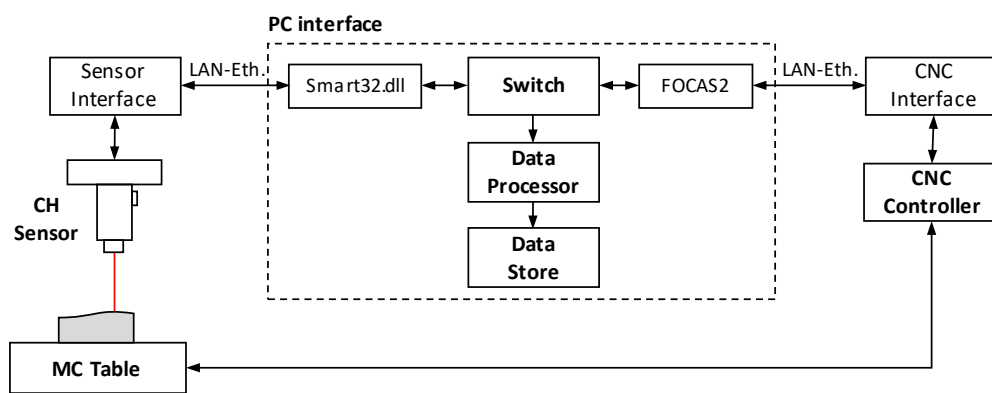 PC interface
Sensor
Interface
LAN-Eth.
Smart32.dll
Switch
FOCAS2
LAN-Eth.
CNC
Interface
Data
Processor
CNC
Controller
CH
Sensor
Data
Store
MC Table